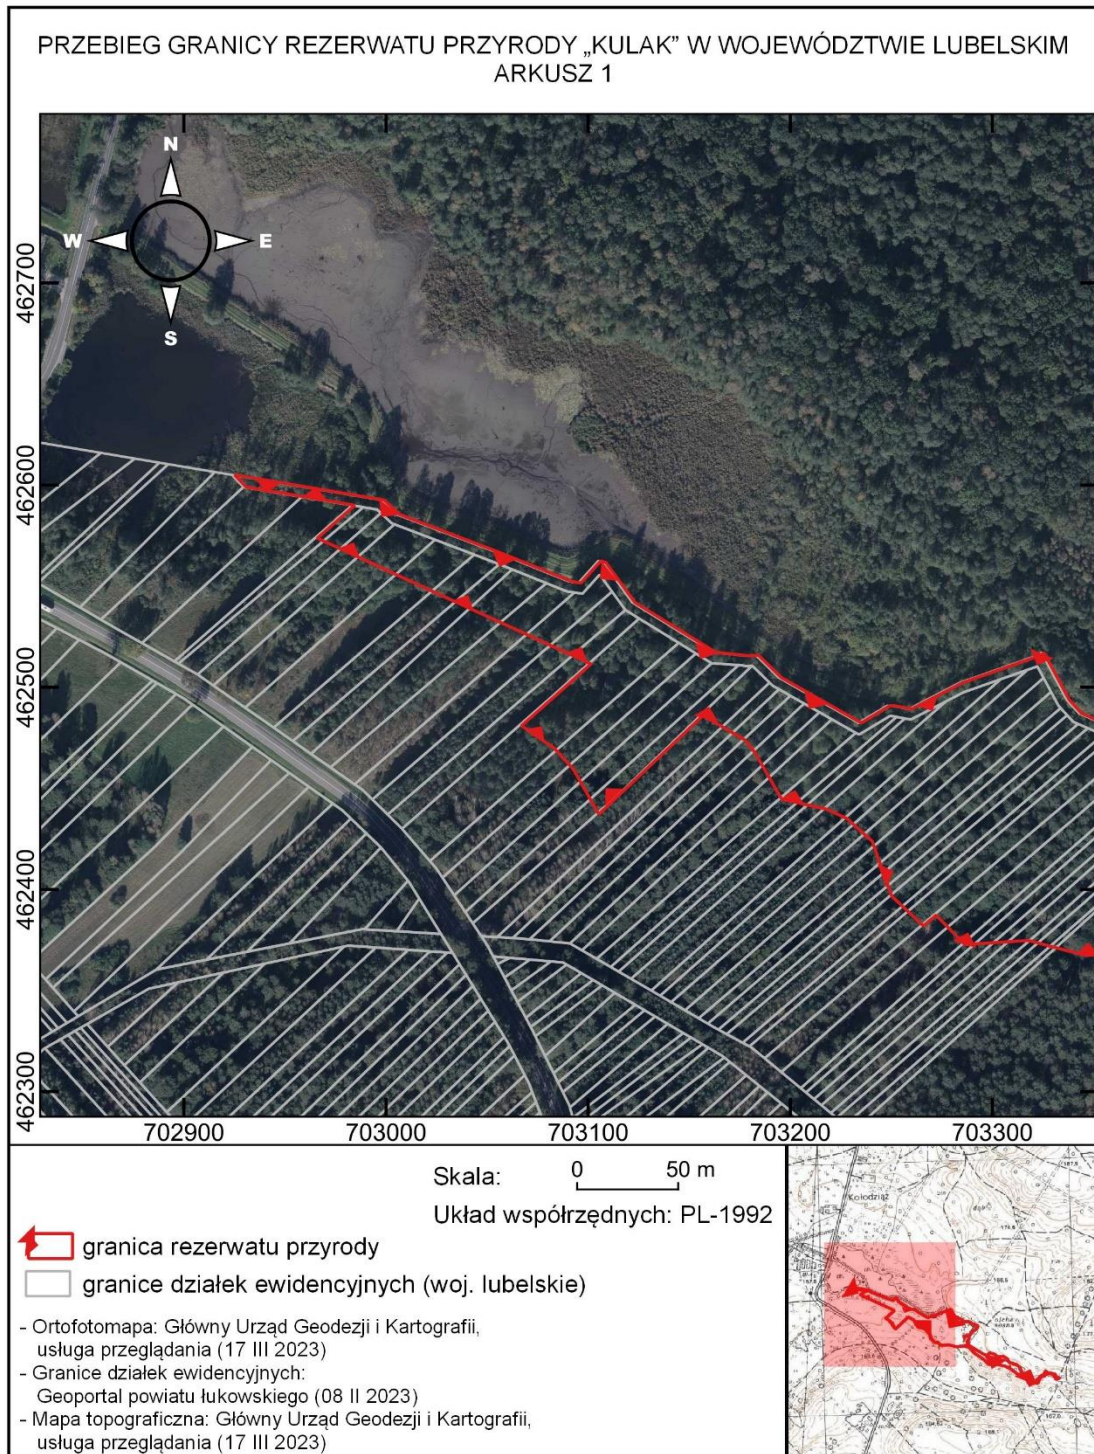 PRZEBIEG GRANICY REZERWATU PRZYRODY „KULAK” W WOJEWÓDZTWIE LUBELSKIM
ARKUSZ 1
N
W E
S
462700
462600
462500
462400
462300
702900 703000 703100 703200 703300
Skala: 0 50 m
Układ współrzędnych: PL-1992
granica rezerwatu przyrody
granice działek ewidencyjnych (woj. lubelskie)
- Ortofotomapa: Główny Urząd Geodezji i Kartografii,
usługa przeglądania (17 III 2023)
- Granice działek ewidencyjnych:
Geoportal powiatu łukowskiego (08 II 2023)
- Mapa topograficzna: Główny Urząd Geodezji i Kartografii,
usługa przeglądania (17 III 2023)
Kołodziąż